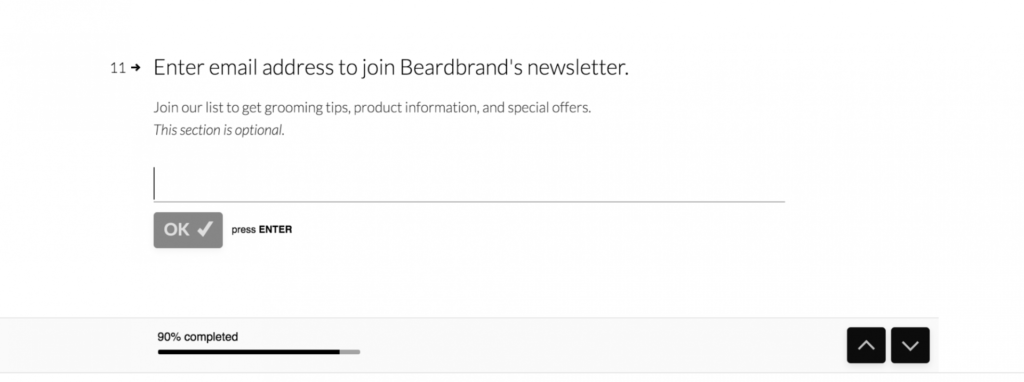 11 → Enter email address to join Beardbrand's newsletter.
Join our list to get grooming tips, product information, and special offers.
This section is optional.
OK ✓ press ENTER
90% completed